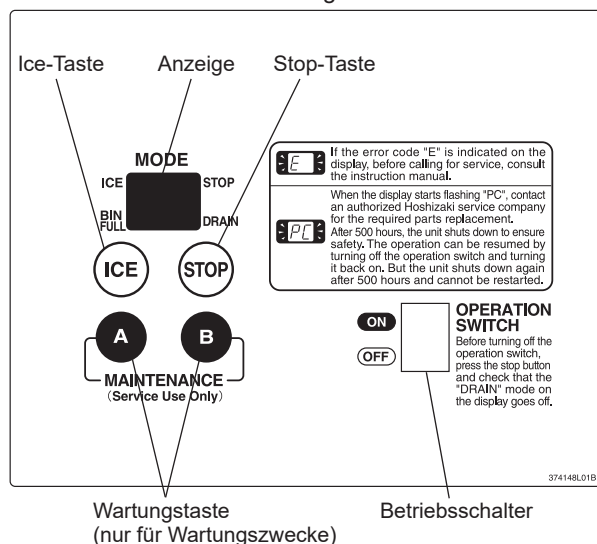 Ice-Taste Anzeige Stop-Taste
MODE
ICE STOP
BIN FULL DRAIN
ICE STOP
A B
MAINTENANCE
(Service Use Only)
E
If the error code "E" is indicated on the
display, before calling for service, consult
the instruction manual.
PC
When the display starts flashing "PC", contact
an authorized Hoshizaki service company
for the required parts replacement.
After 500 hours, the unit shuts down to ensure
safety. The operation can be resumed by
turning off the operation switch and turning
it back on. But the unit shuts down again
after 500 hours and cannot be restarted.
ON
OFF
OPERATION
SWITCH
Before turning off the
operation switch,
press the stop button
and check that the
"DRAIN" mode on
the display goes off.
374148L01B
Wartungstaste
(nur für Wartungszwecke)
Betriebsschalter